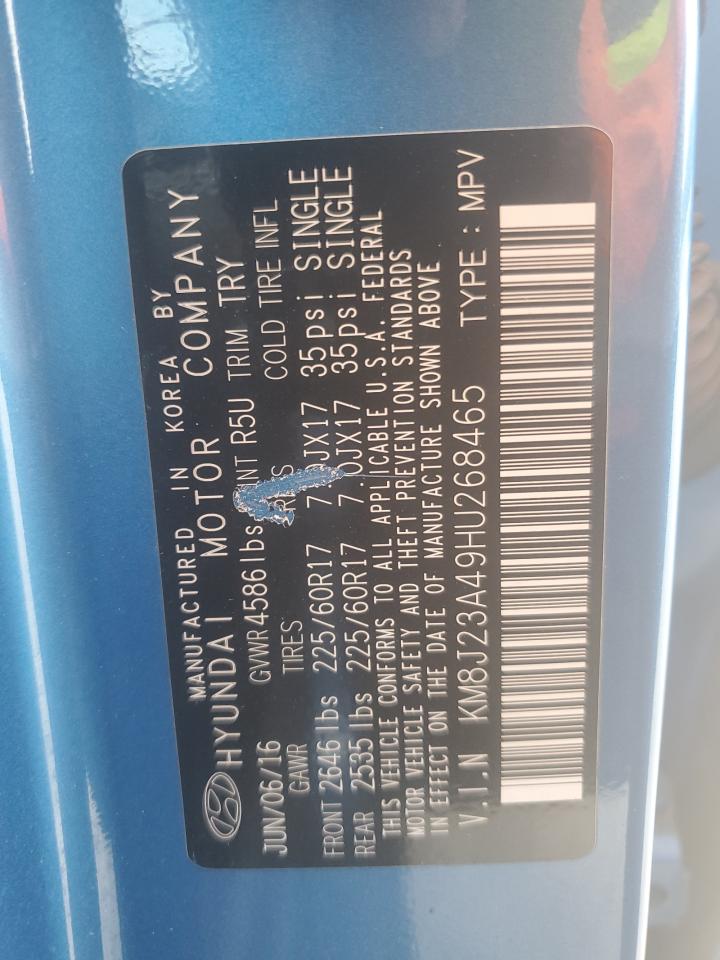 MANUFACTURED IN KOREA BY
HYUNDAI MOTOR COMPANY
JUN/06/16 GVWR 4586 lbs R5U TRIM TRY
GAWR TIRES COLD TIRE INFL
FRONT 2646 lbs 225/60R17 35psi SINGLE
REAR 2535 lbs 225/60R17 35psi SINGLE
THIS VEHICLE CONFORMS TO ALL APPLICABLE U.S.A. FEDERAL
MOTOR VEHICLE SAFETY AND THEFT PREVENTION STANDARDS
IN EFFECT ON THE DATE OF MANUFACTURE SHOWN ABOVE
V.I.N KM8J23A49HU268465 TYPE : MPV